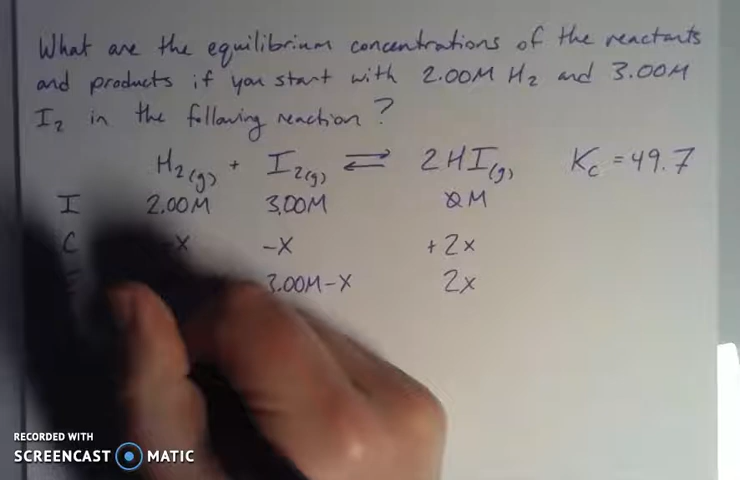 What are the equilibrium concentrations of the reactants
and products if you start with 2.00M H₂ and 3.00M
I₂ in the following reaction?
H₂(g) + I₂(g) ⇌ 2HI(g) Kc = 49.7
I 2.00M 3.00M 0M
C -X -X +2x
3.00M-X 2x
RECORDED WITH
SCREENCAST MATIC